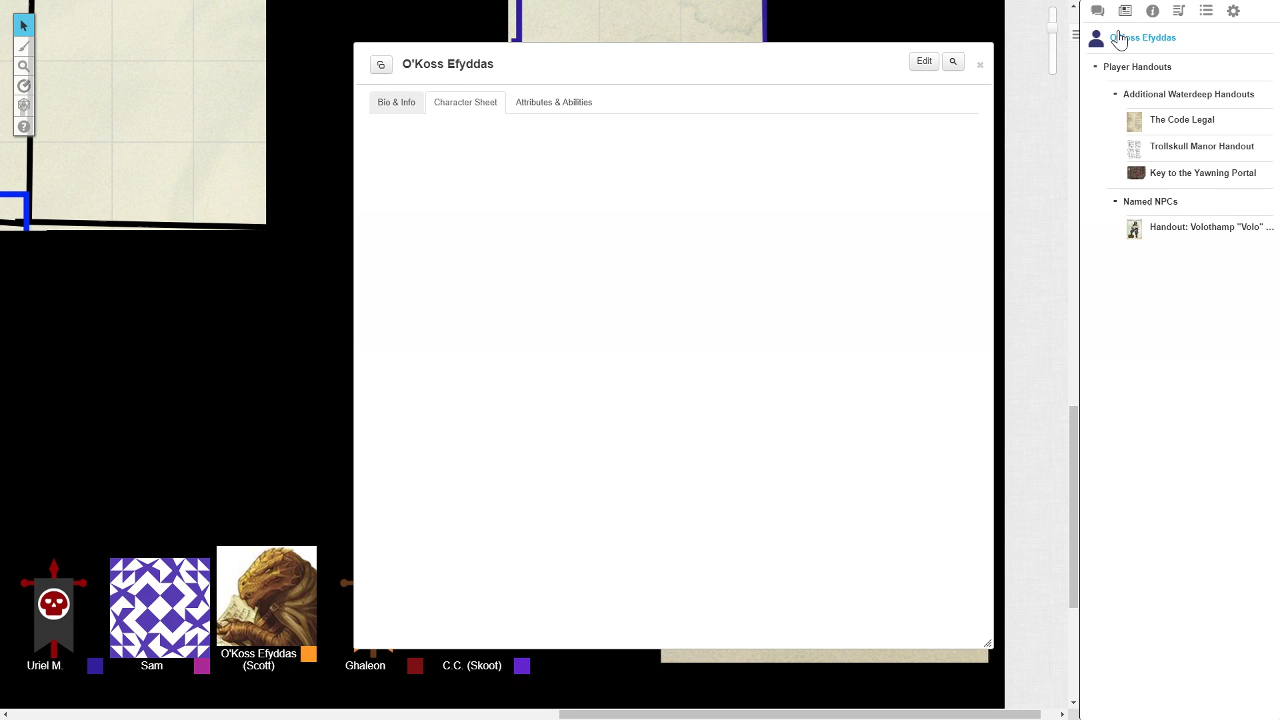 O'Koss Efyddas
Edit
Bio & Info
Character Sheet
Attributes & Abilities
O'Koss Efyddas
Player Handouts
Additional Waterdeep Handouts
The Code Legal
Trollskull Manor Handout
Key to the Yawning Portal
Named NPCs
Handout: Volothamp "Volo" ...
Uriel M.
Sam
O'Koss Efyddas
(Scott)
Ghaleon
C.C. (Skoot)